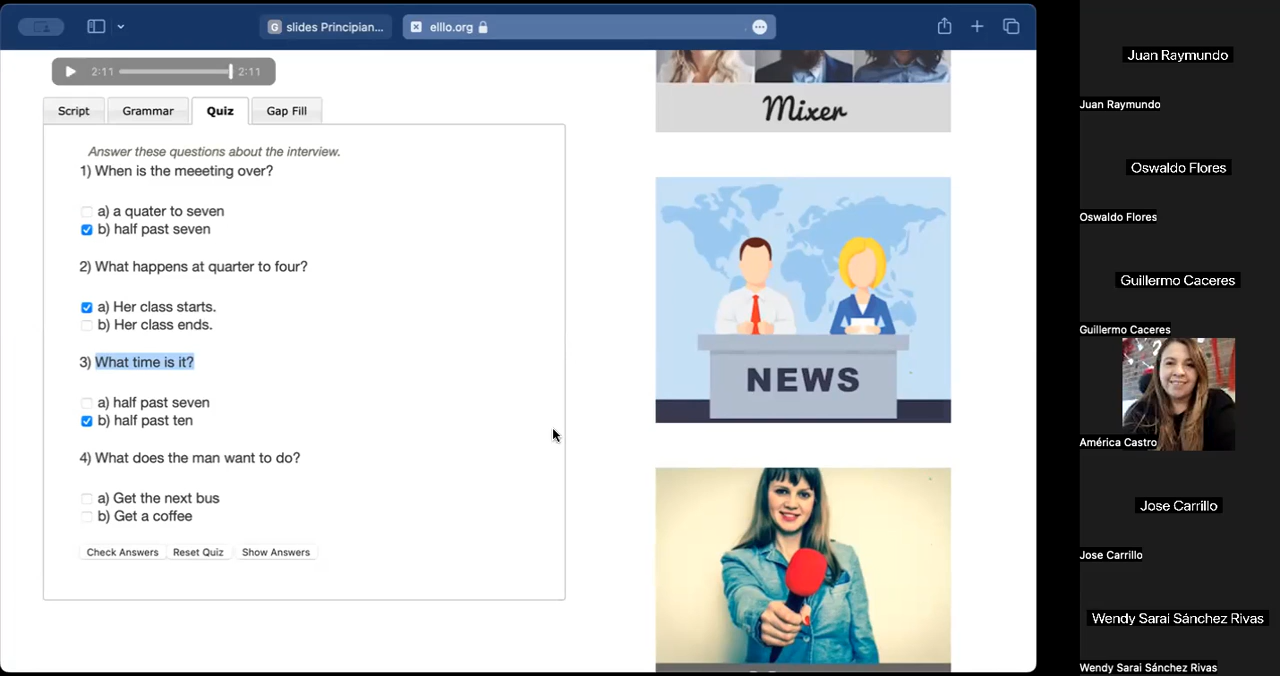 slides Principian...
elllo.org
2:11
2:11
Script
Grammar
Quiz
Gap Fill
Answer these questions about the interview.
1) When is the meeeting over?
a) a quater to seven
b) half past seven
2) What happens at quarter to four?
a) Her class starts.
b) Her class ends.
3) What time is it?
a) half past seven
b) half past ten
4) What does the man want to do?
a) Get the next bus
b) Get a coffee
Check Answers
Reset Quiz
Show Answers
Mixer
NEWS
Juan Raymundo
Juan Raymundo
Oswaldo Flores
Oswaldo Flores
Guillermo Caceres
Guillermo Caceres
América Castro
Jose Carrillo
Jose Carrillo
Wendy Sarai Sánchez Rivas
Wendy Sarai Sánchez Rivas